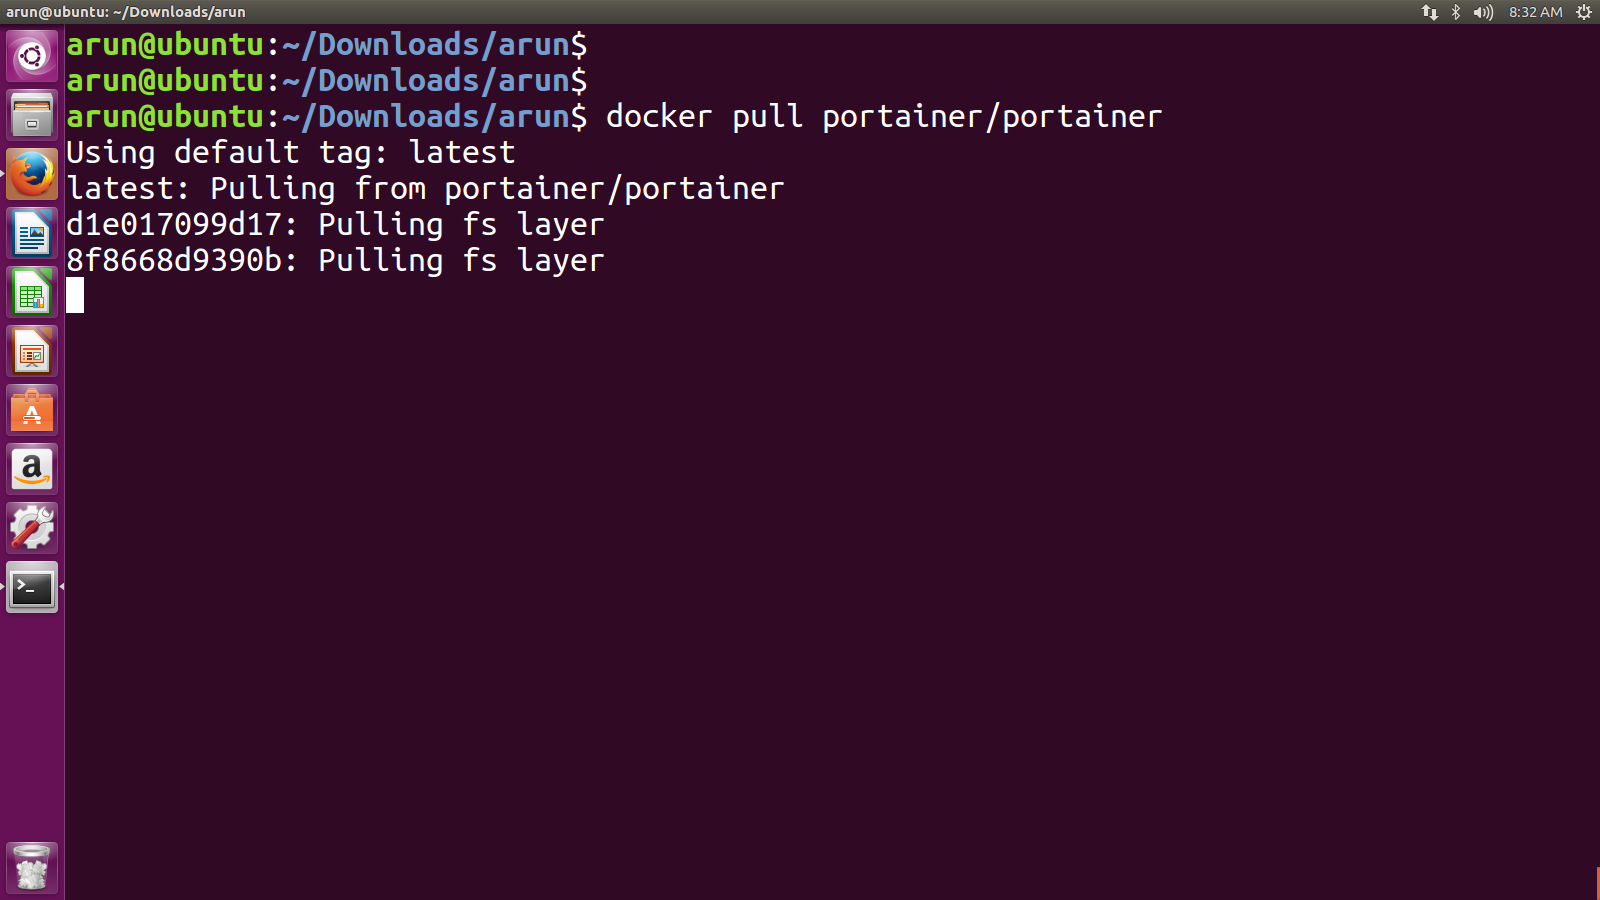 arun@ubuntu: ~/Downloads/arun
8:32 AM
arun@ubuntu:~/Downloads/arun$
arun@ubuntu:~/Downloads/arun$
arun@ubuntu:~/Downloads/arun$ docker pull portainer/portainer
Using default tag: latest
latest: Pulling from portainer/portainer
d1e017099d17: Pulling fs layer
8f8668d9390b: Pulling fs layer